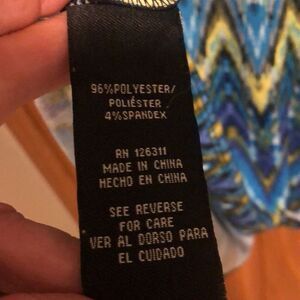 96%POLYESTER/
POLIÉSTER
4%SPANDEX
RN 126311
MADE IN CHINA
HECHO EN CHINA
SEE REVERSE
FOR CARE
VER AL DORSO PARA
EL CUIDADO